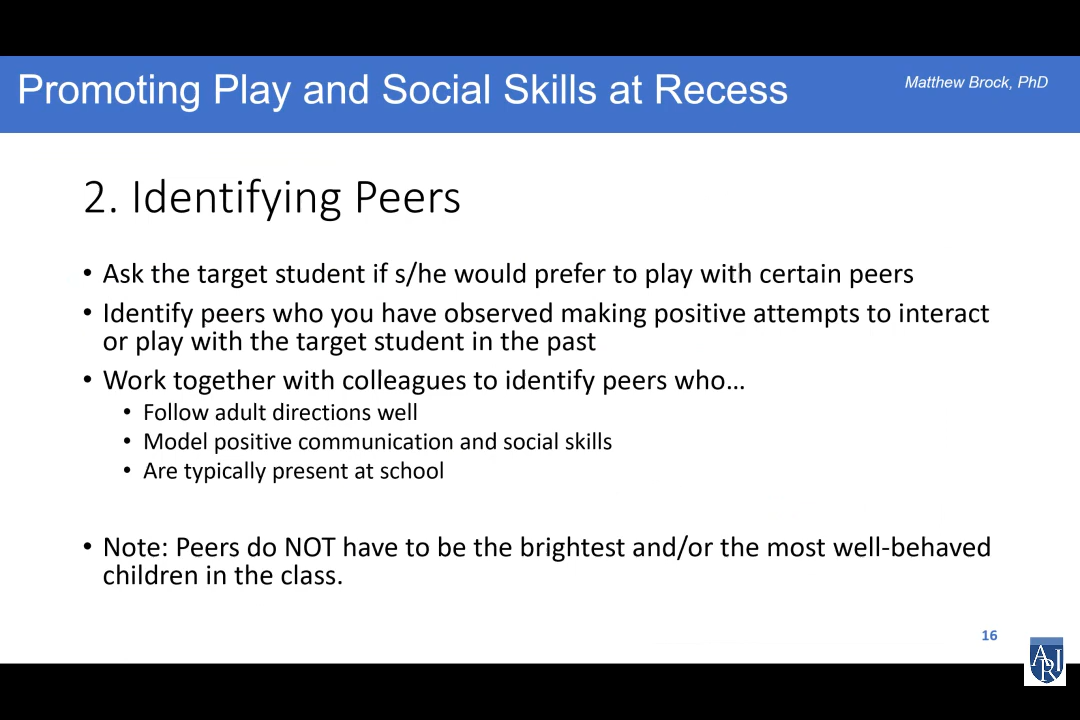 Promoting Play and Social Skills at Recess
Matthew Brock, PhD
2. Identifying Peers
• Ask the target student if s/he would prefer to play with certain peers
• Identify peers who you have observed making positive attempts to interact
or play with the target student in the past
• Work together with colleagues to identify peers who…
• Follow adult directions well
• Model positive communication and social skills
• Are typically present at school
• Note: Peers do NOT have to be the brightest and/or the most well-behaved
children in the class.
16
ARI